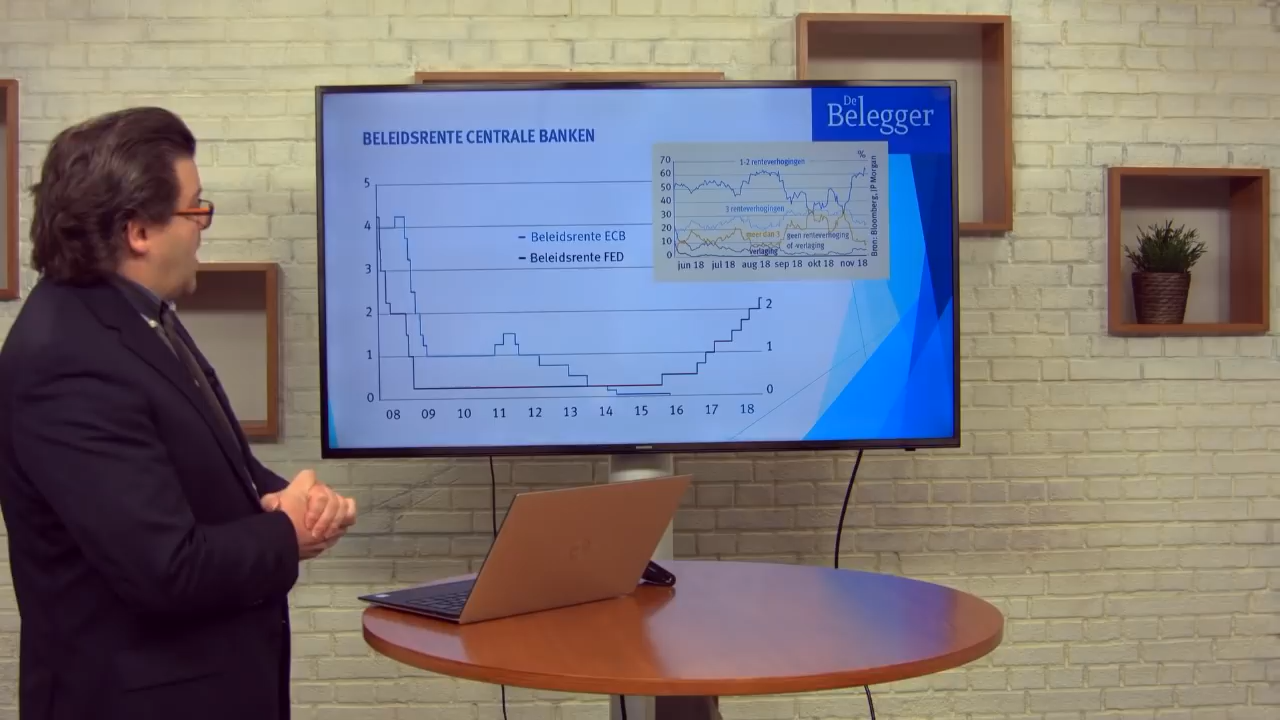 De
Belegger
BELEIDSRENTE CENTRALE BANKEN
5
4
3
2
1
0
Beleidsrente ECB
Beleidsrente FED
2
1
0
08 09 10 11 12 13 14 15 16 17 18
%
70
60
50
40
30
20
10
0
1-2 renteverhogingen
3 renteverhogingen
meer dan 3
geen renteverhoging
of -verlaging
verlaging
jun 18 jul 18 aug 18 sep 18 okt 18 nov 18
Bron: Bloomberg, JP Morgan